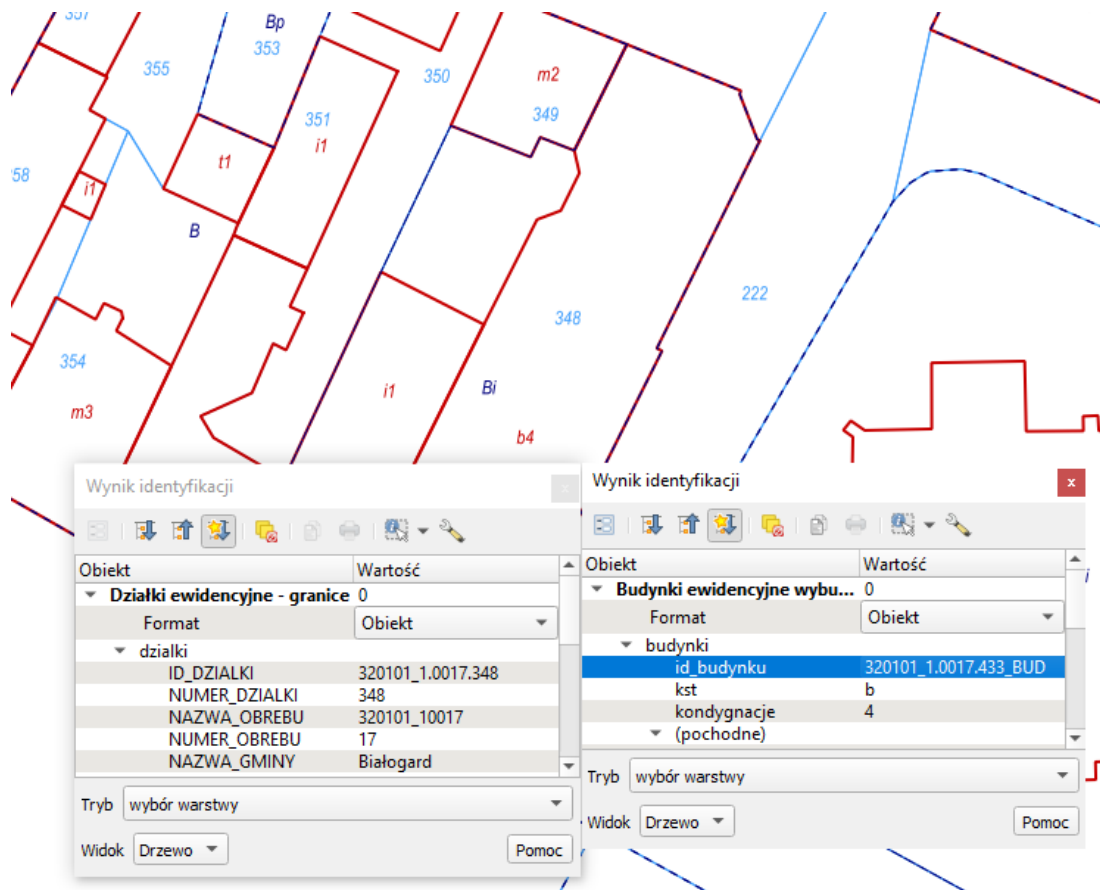 357
Bp
353
355
350
m2
349
351
i1
t1
358
i1
B
222
348
354
i1
Bi
m3
b4
Wynik identyfikacji
x
Obiekt Wartość
Działki ewidencyjne - granice 0
Format Obiekt
dzialki
ID_DZIALKI 320101_1.0017.348
NUMER_DZIALKI 348
NAZWA_OBREBU 320101_10017
NUMER_OBREBU 17
NAZWA_GMINY Białogard
Tryb wybór warstwy
Widok Drzewo Pomoc
Wynik identyfikacji
x
Obiekt Wartość
Budynki ewidencyjne wybu... 0
Format Obiekt
budynki
id_budynku 320101_1.0017.433_BUD
kst b
kondygnacje 4
(pochodne)
Tryb wybór warstwy
Widok Drzewo Pomoc
i